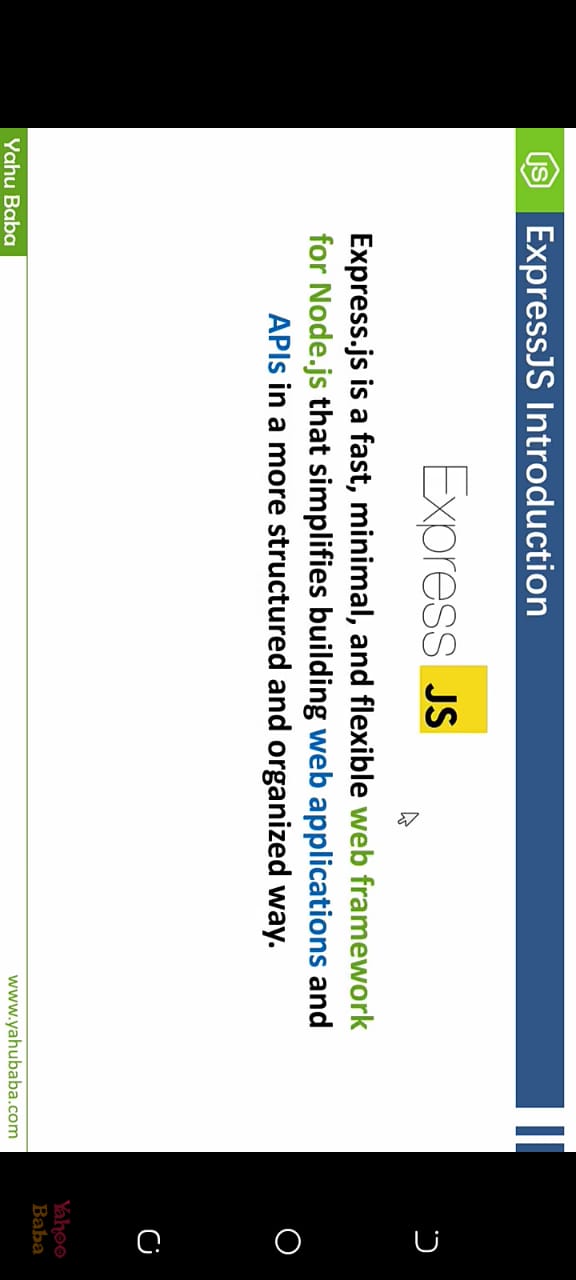 JS
ExpressJS Introduction
Express JS
Express.js is a fast, minimal, and flexible web framework
for Node.js that simplifies building web applications and
APIs in a more structured and organized way.
Yahu Baba
www.yahubaba.com
Yahoo
Baba